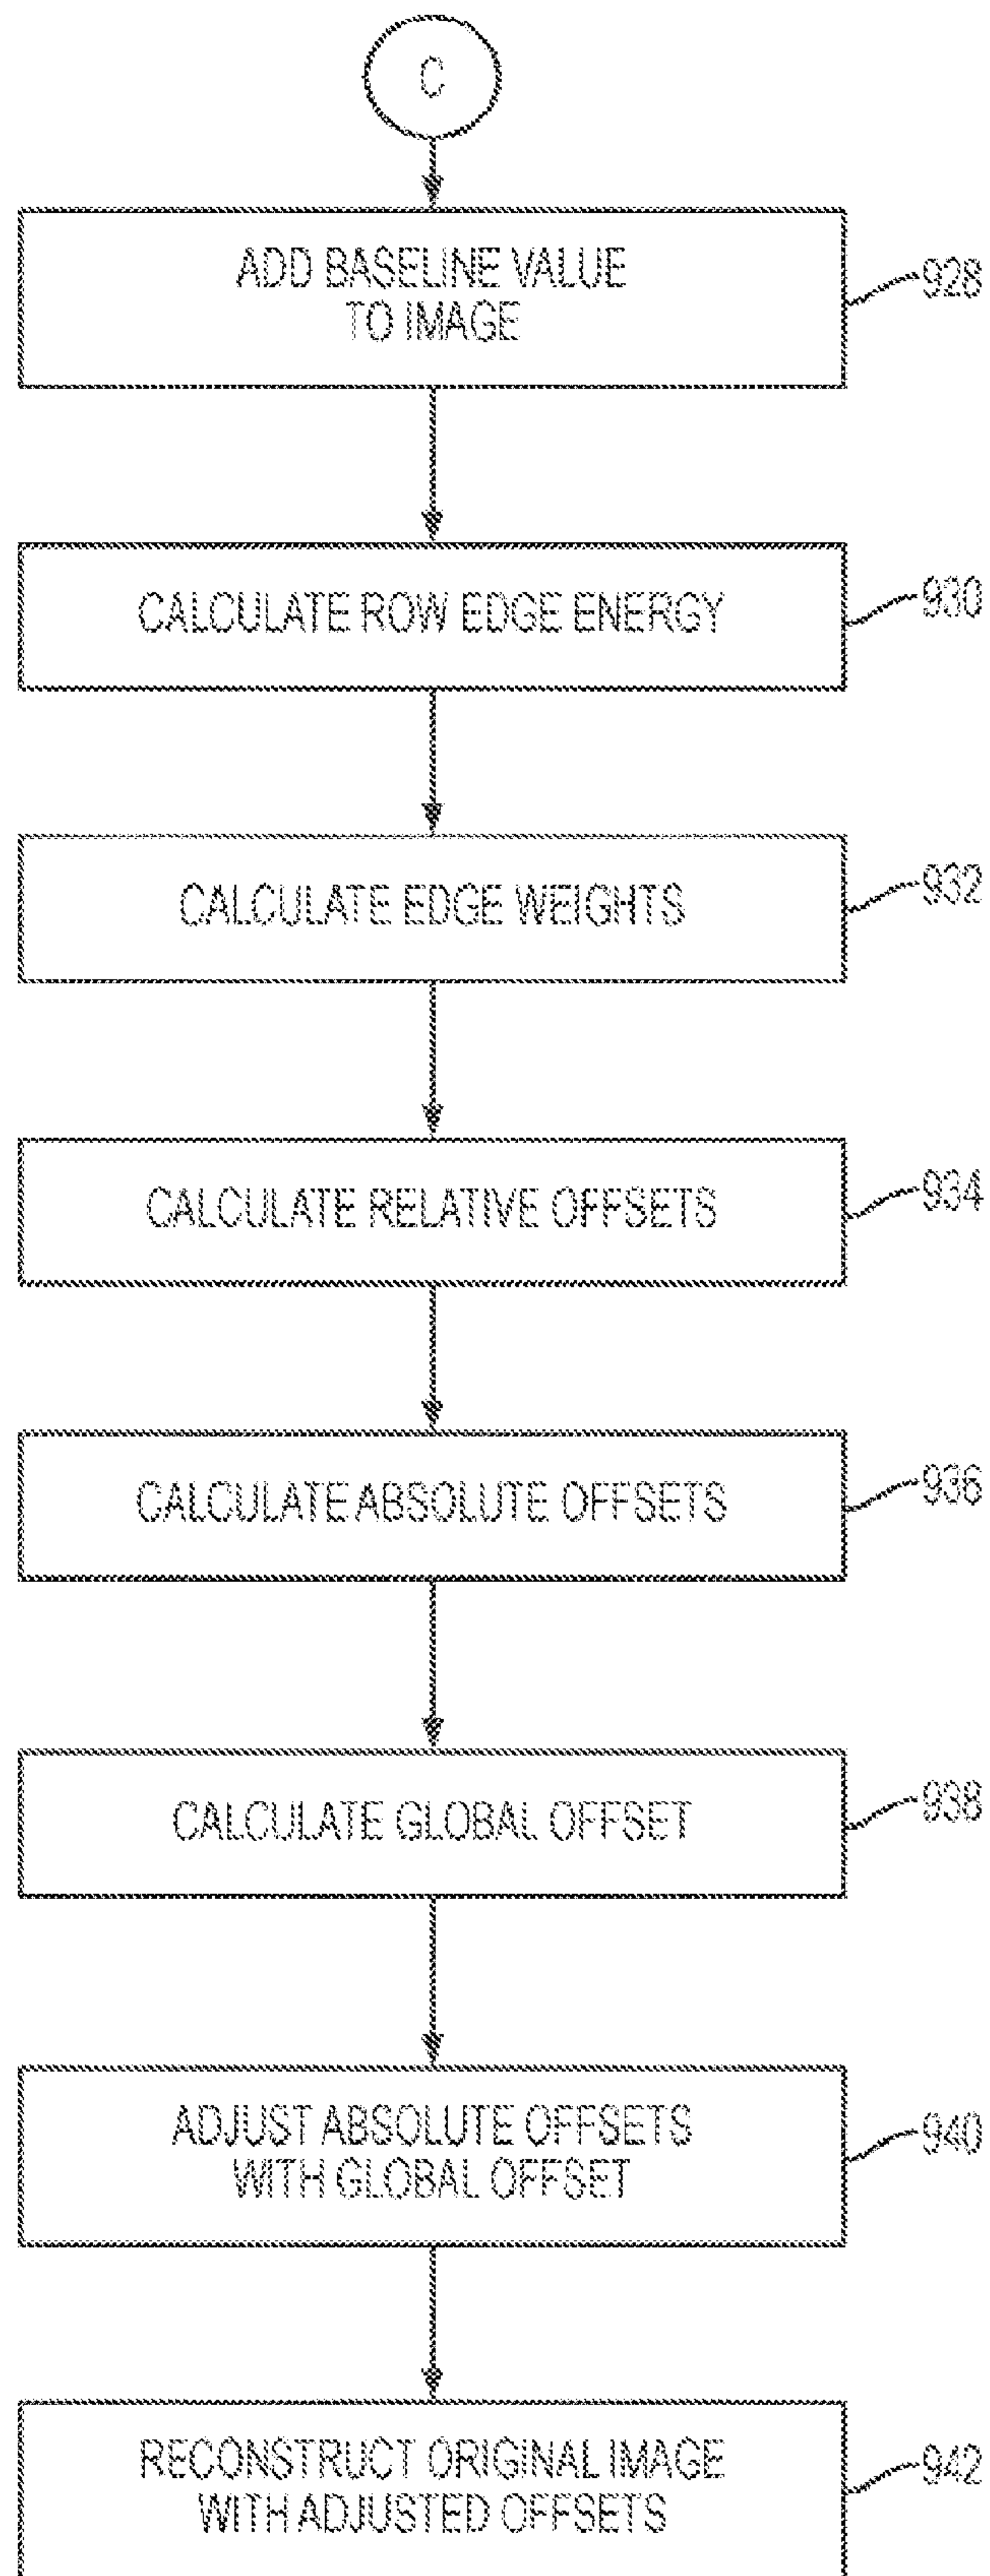 C
ADD BASELINE VALUE
TO IMAGE
928
CALCULATE ROW EDGE ENERGY
930
CALCULATE EDGE WEIGHTS
932
CALCULATE RELATIVE OFFSETS
934
CALCULATE ABSOLUTE OFFSETS
936
CALCULATE GLOBAL OFFSET
938
ADJUST ABSOLUTE OFFSETS
WITH GLOBAL OFFSET
940
RECONSTRUCT ORIGINAL IMAGE
WITH ADJUSTED OFFSETS
942